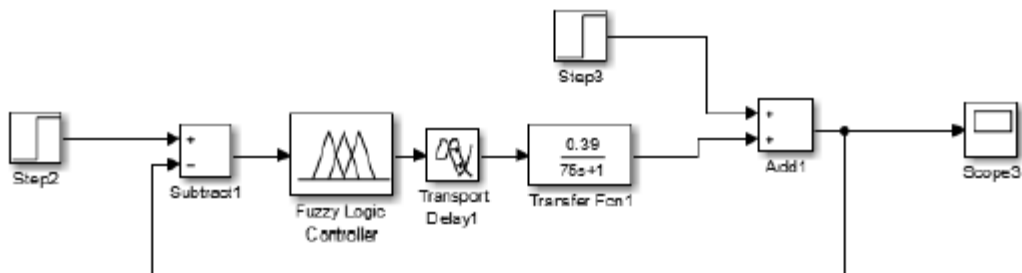 Step3
+
+
Add1
Scope3
Step2
+
−
Subtract1
Fuzzy Logic
Controller
Transport
Delay1
0.39
75s+1
Transfer Fcn1